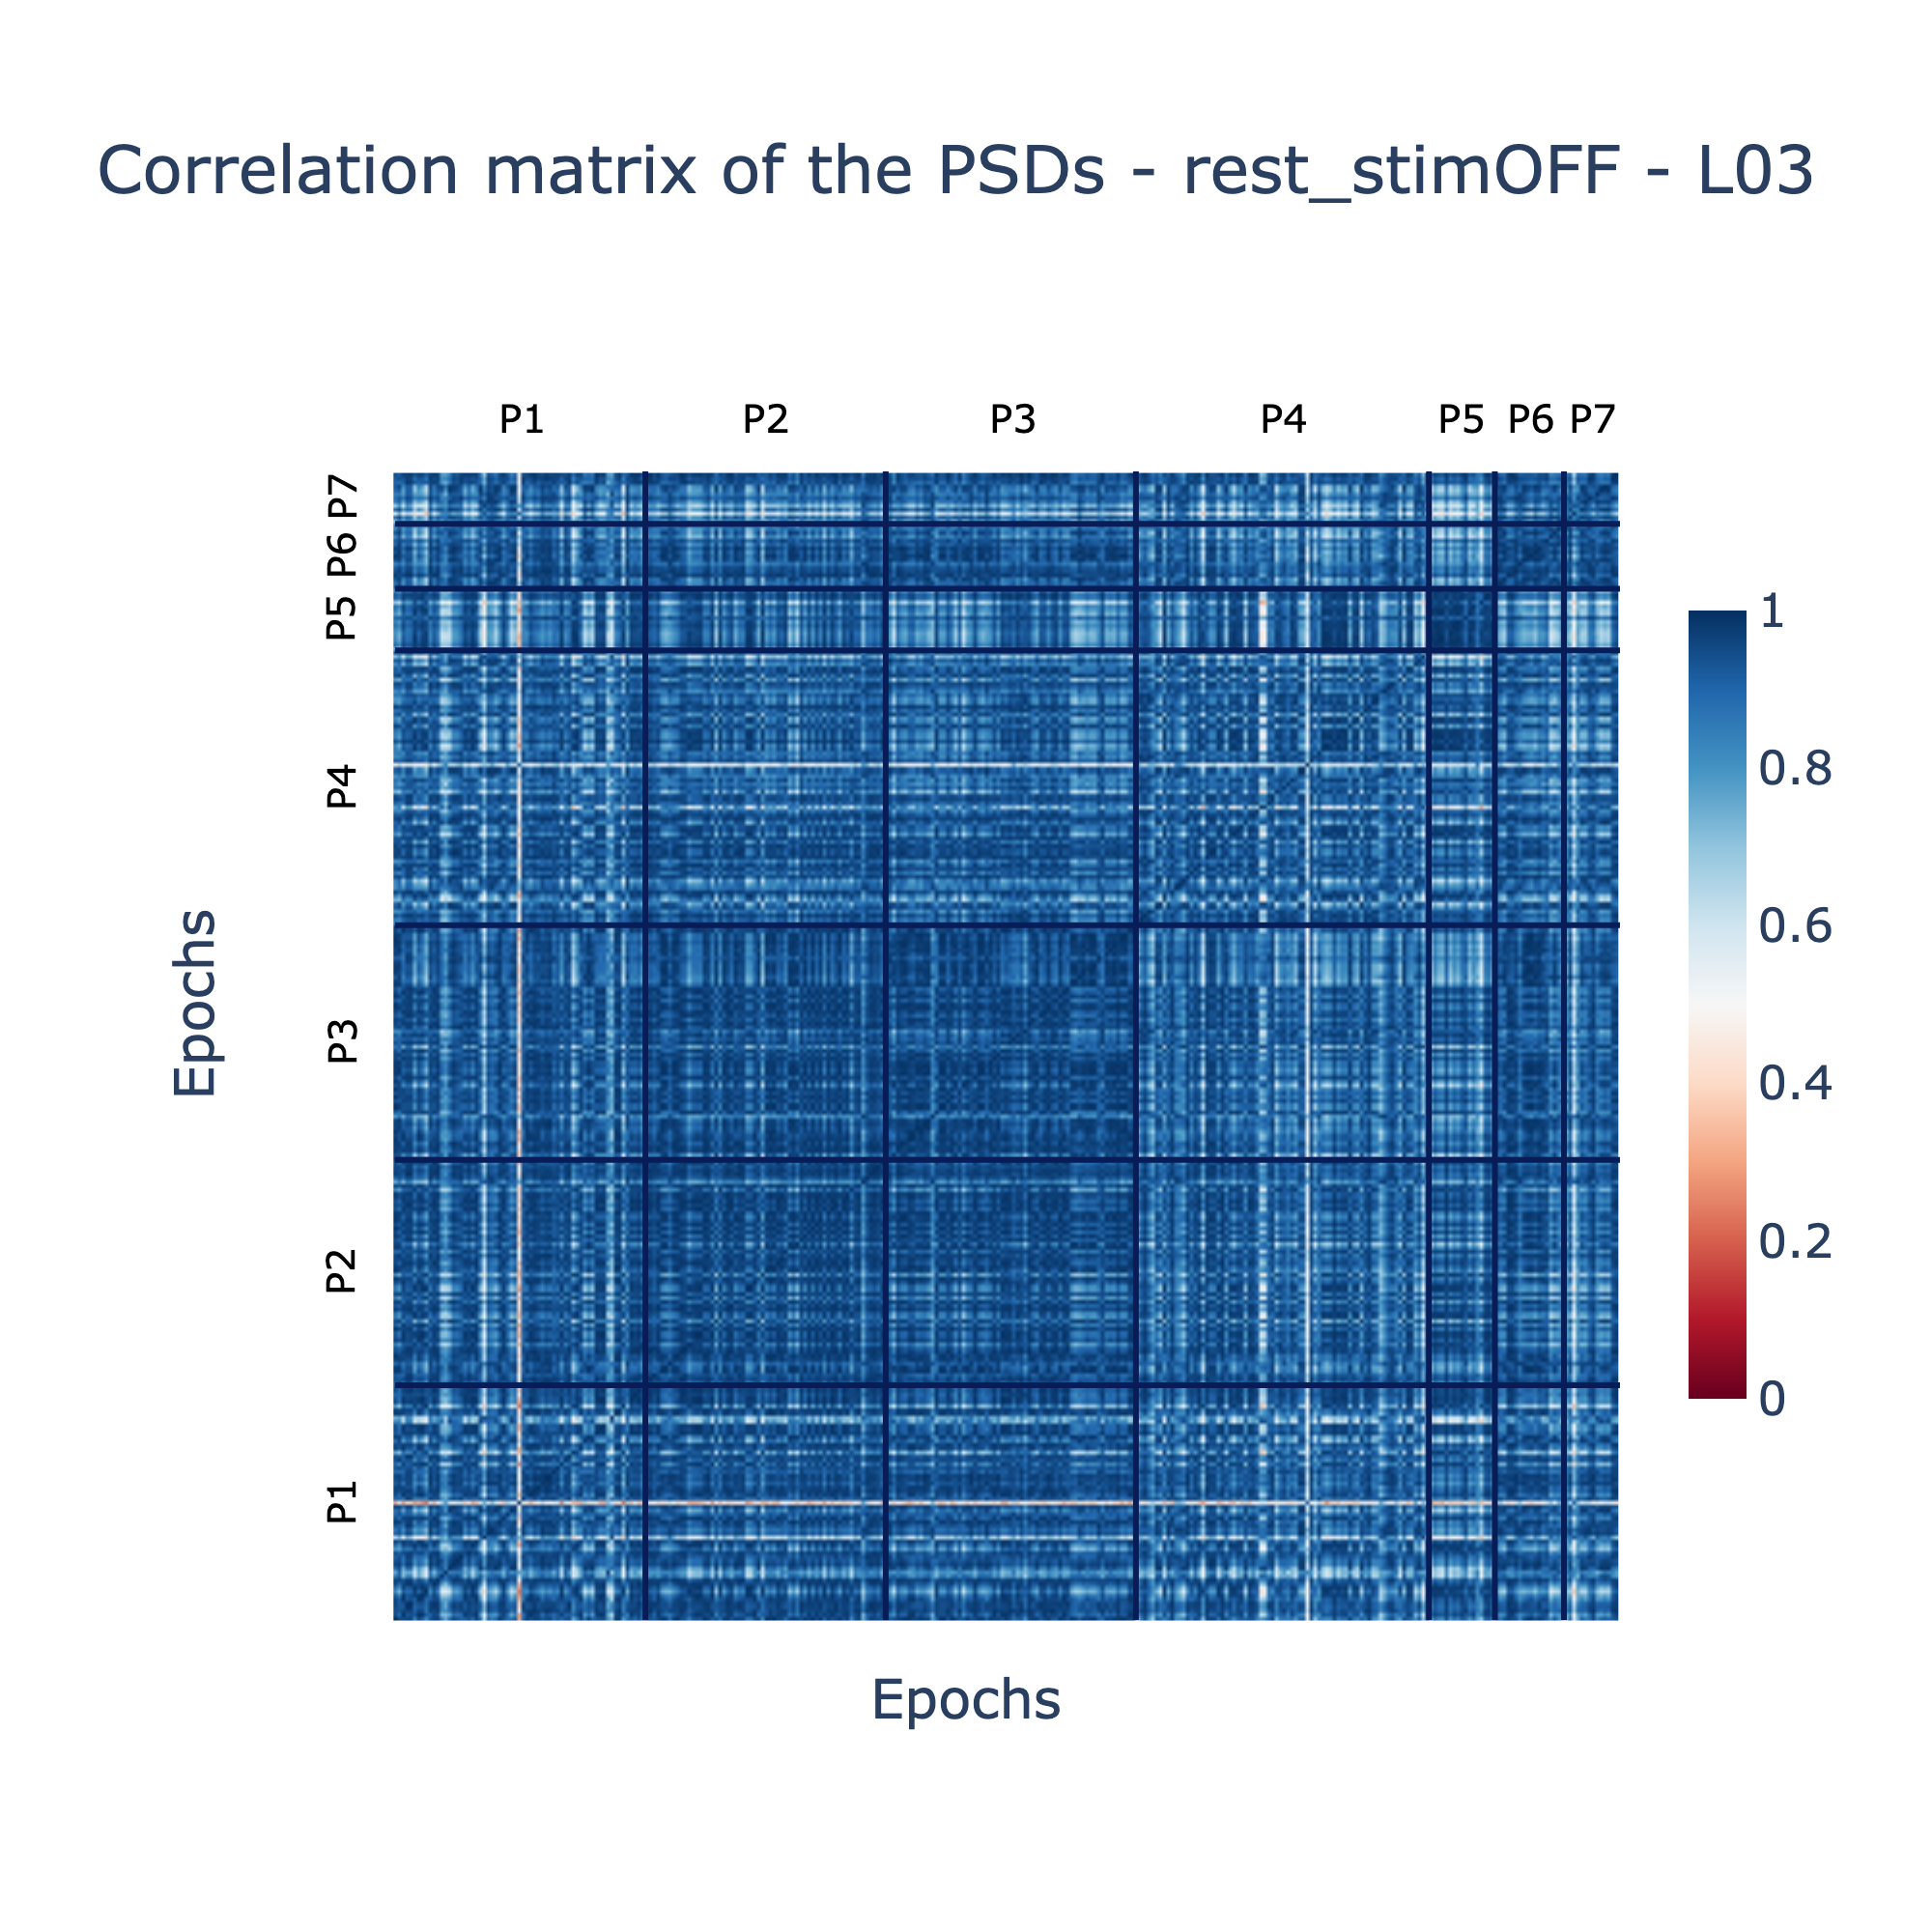 Correlation matrix of the PSDs - rest_stimOFF - L03
P1 P2 P3 P4 P5 P6 P7
P7
P6
P5
P4
P3
P2
P1
Epochs
Epochs
1
0.8
0.6
0.4
0.2
0